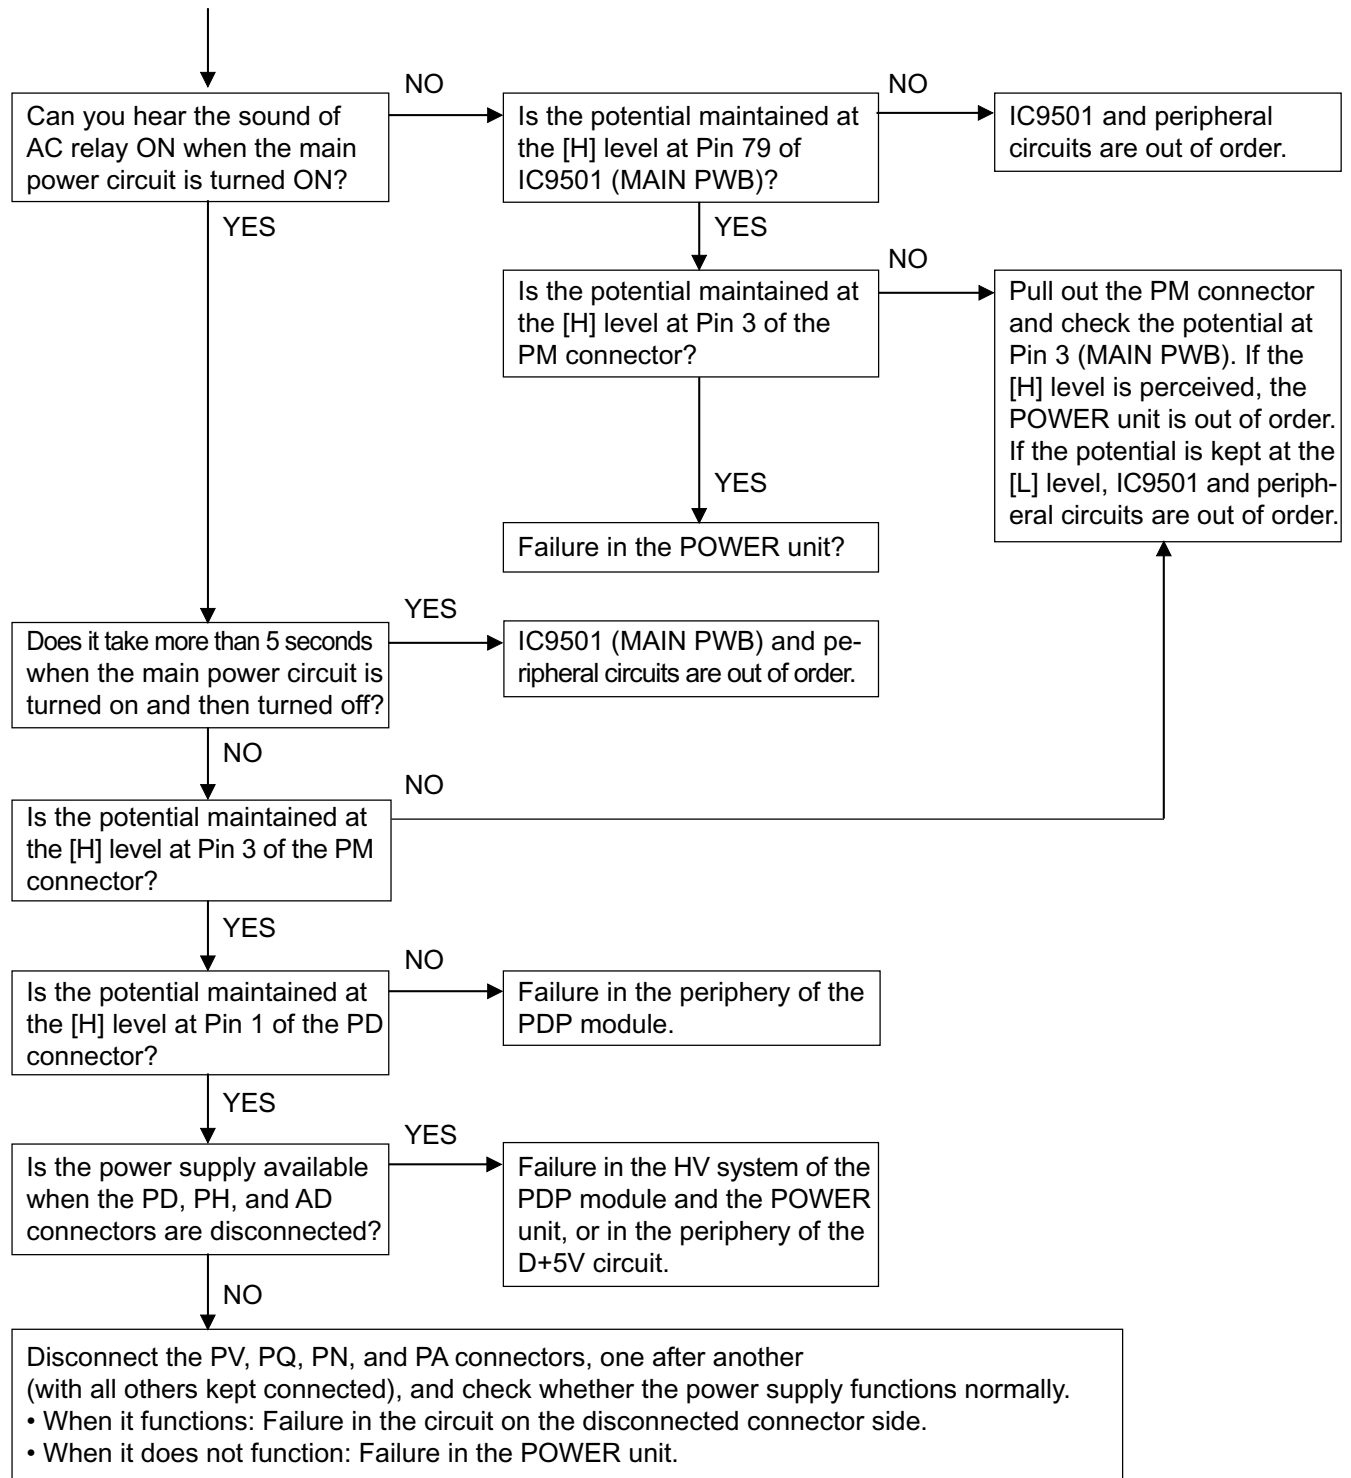 NO
NO
Can you hear the sound of
AC relay ON when the main
power circuit is turned ON?
Is the potential maintained at
the [H] level at Pin 79 of
IC9501 (MAIN PWB)?
IC9501 and peripheral
circuits are out of order.
YES
YES
NO
Is the potential maintained at
the [H] level at Pin 3 of the
PM connector?
Pull out the PM connector
and check the potential at
Pin 3 (MAIN PWB). If the
[H] level is perceived, the
POWER unit is out of order.
If the potential is kept at the
[L] level, IC9501 and periph-
eral circuits are out of order.
YES
Failure in the POWER unit?
YES
Does it take more than 5 seconds
when the main power circuit is
turned on and then turned off?
IC9501 (MAIN PWB) and pe-
ripheral circuits are out of order.
NO
NO
Is the potential maintained at
the [H] level at Pin 3 of the PM
connector?
YES
NO
Is the potential maintained at
the [H] level at Pin 1 of the PD
connector?
Failure in the periphery of the
PDP module.
YES
YES
Is the power supply available
when the PD, PH, and AD
connectors are disconnected?
Failure in the HV system of the
PDP module and the POWER
unit, or in the periphery of the
D+5V circuit.
NO
Disconnect the PV, PQ, PN, and PA connectors, one after another
(with all others kept connected), and check whether the power supply functions normally.
• When it functions: Failure in the circuit on the disconnected connector side.
• When it does not function: Failure in the POWER unit.